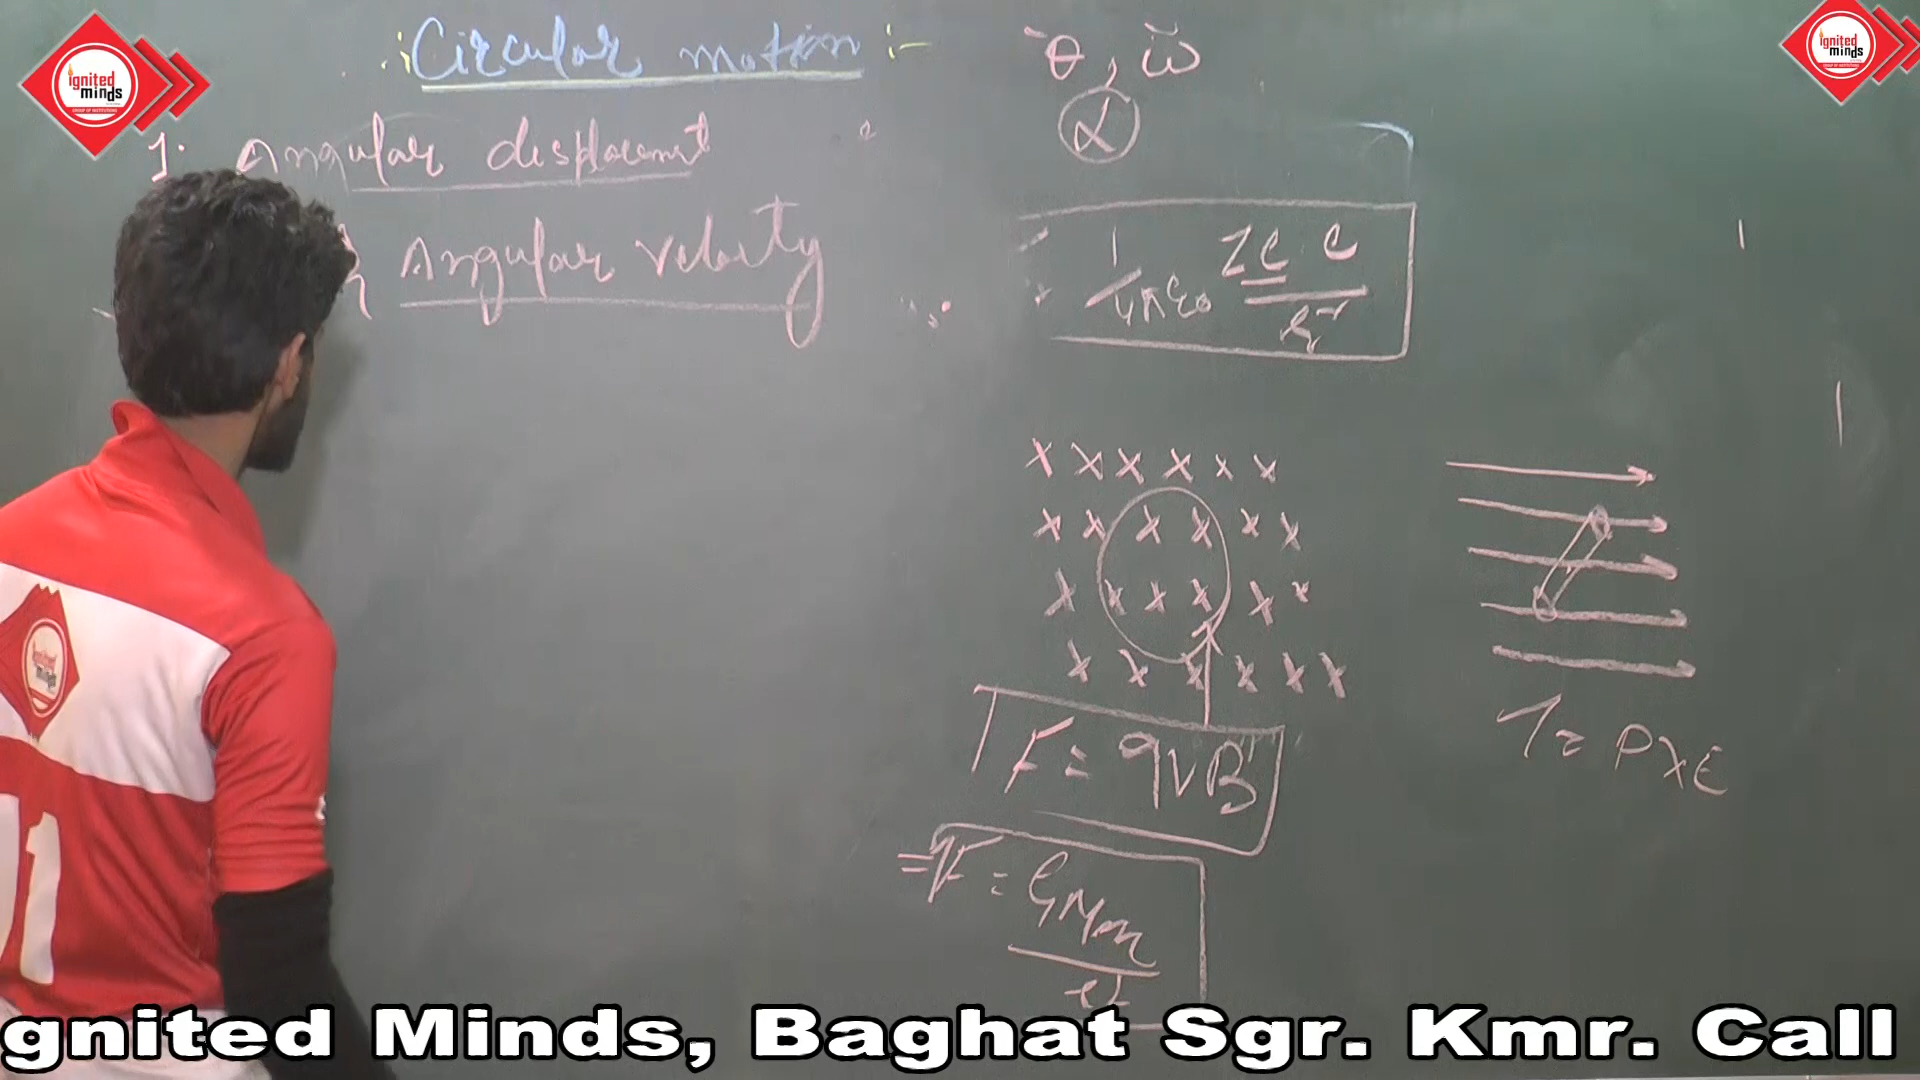 ignited
minds
ignited
minds
Circular motion :-
θ, ω
α
1. Angular displacement
Angular velocity
1
4πε₀
Ze e
r²
x x x x x x
x x x x x x
x x x x x x
x x x x x x
F = qVB
τ = P x E
= F = GMm
r²
1
gnited Minds, Baghat Sgr. Kmr. Call